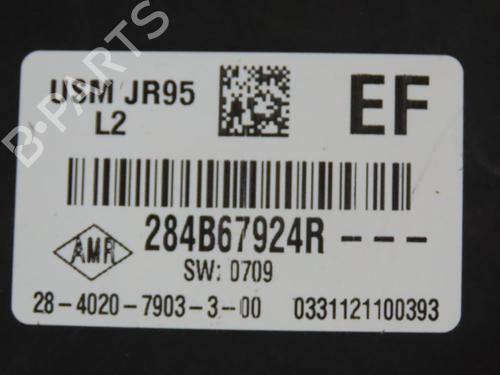 USM JR95
L2
EF
284B67924R---
AMR
SW: 0709
28-4020-7903-3-00 0331121100393
B-PARTS